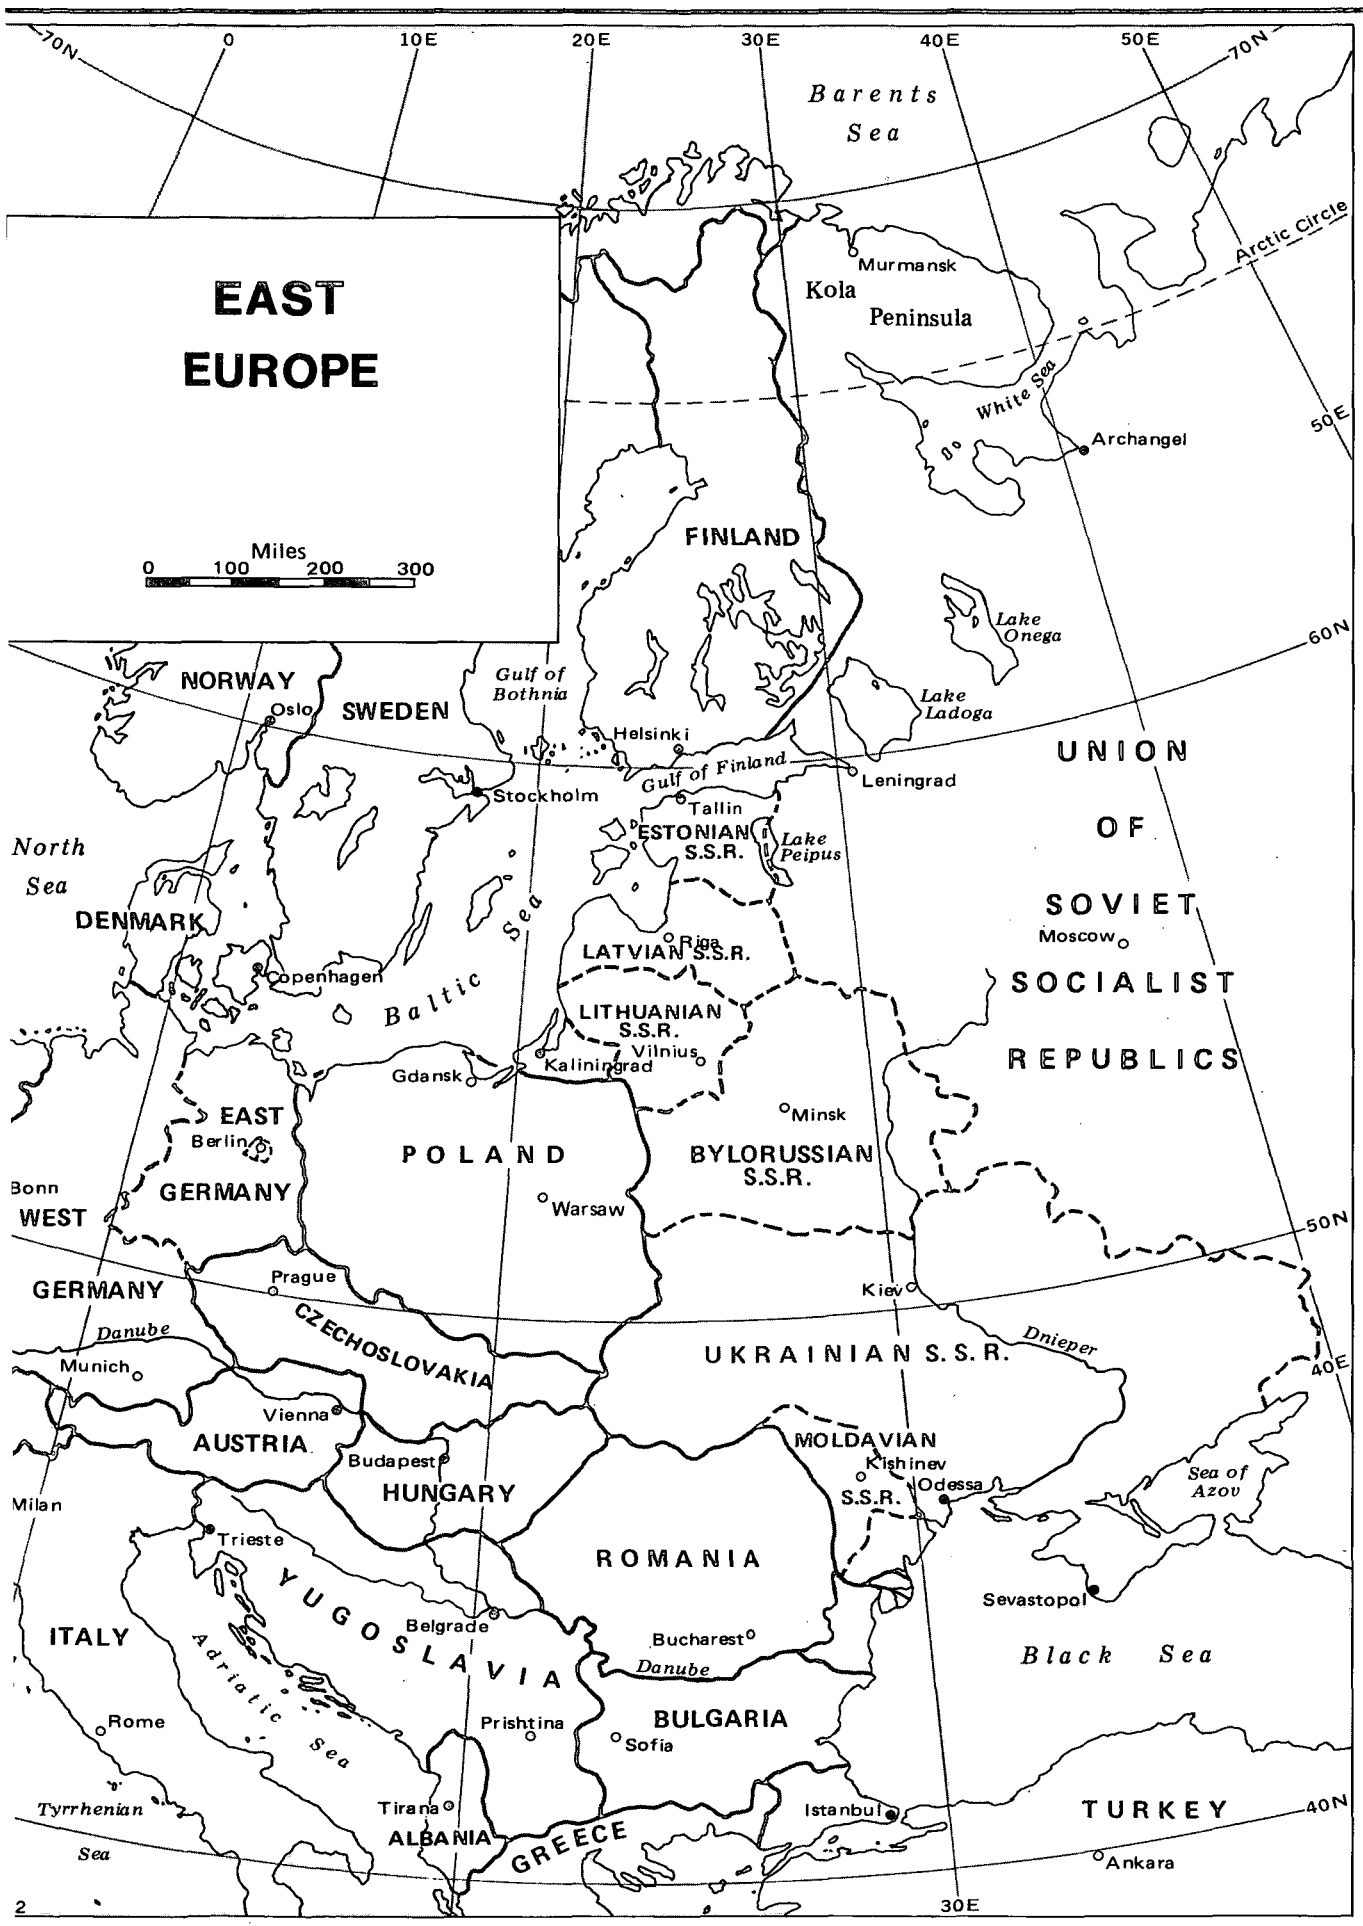 70N
0
10E
20E
30E
40E
50E
70N
Barents
Sea
Arctic Circle
EAST
EUROPE
Murmansk
Kola
Peninsula
White Sea
50E
Archangel
FINLAND
Miles
0 100 200 300
Lake
Onega
60N
NORWAY
Gulf of
Bothnia
Oslo
SWEDEN
Lake
Ladoga
Helsinki
Gulf of Finland
UNION
Leningrad
Stockholm
Tallin
OF
ESTONIAN
S.S.R.
Lake
Peipus
North
Sea
SOVIET
DENMARK
Moscow
Riga
LATVIAN S.S.R.
Copenhagen
Baltic Sea
SOCIALIST
LITHUANIAN
S.S.R.
Vilnius
REPUBLICS
Kaliningrad
Gdansk
EAST
Berlin
Minsk
POLAND
BYLORUSSIAN
S.S.R.
Bonn
GERMANY
Warsaw
WEST
50N
GERMANY
Prague
Kiev
CZECHOSLOVAKIA
Danube
Dnieper
UKRAINIAN S.S.R.
Munich
40E
Vienna
AUSTRIA
MOLDAVIAN
Budapest
Kishinev
HUNGARY
S.S.R.
Odessa
Sea of
Azov
Milan
Trieste
ROMANIA
YUGOSLAVIA
Sevastopol
Belgrade
ITALY
Bucharest
Black Sea
Adriatic Sea
Danube
Rome
Prishtina
BULGARIA
Sofia
Tyrrhenian
Sea
Tirana
Istanbul
TURKEY
40N
ALBANIA
GREECE
Ankara
2
30E